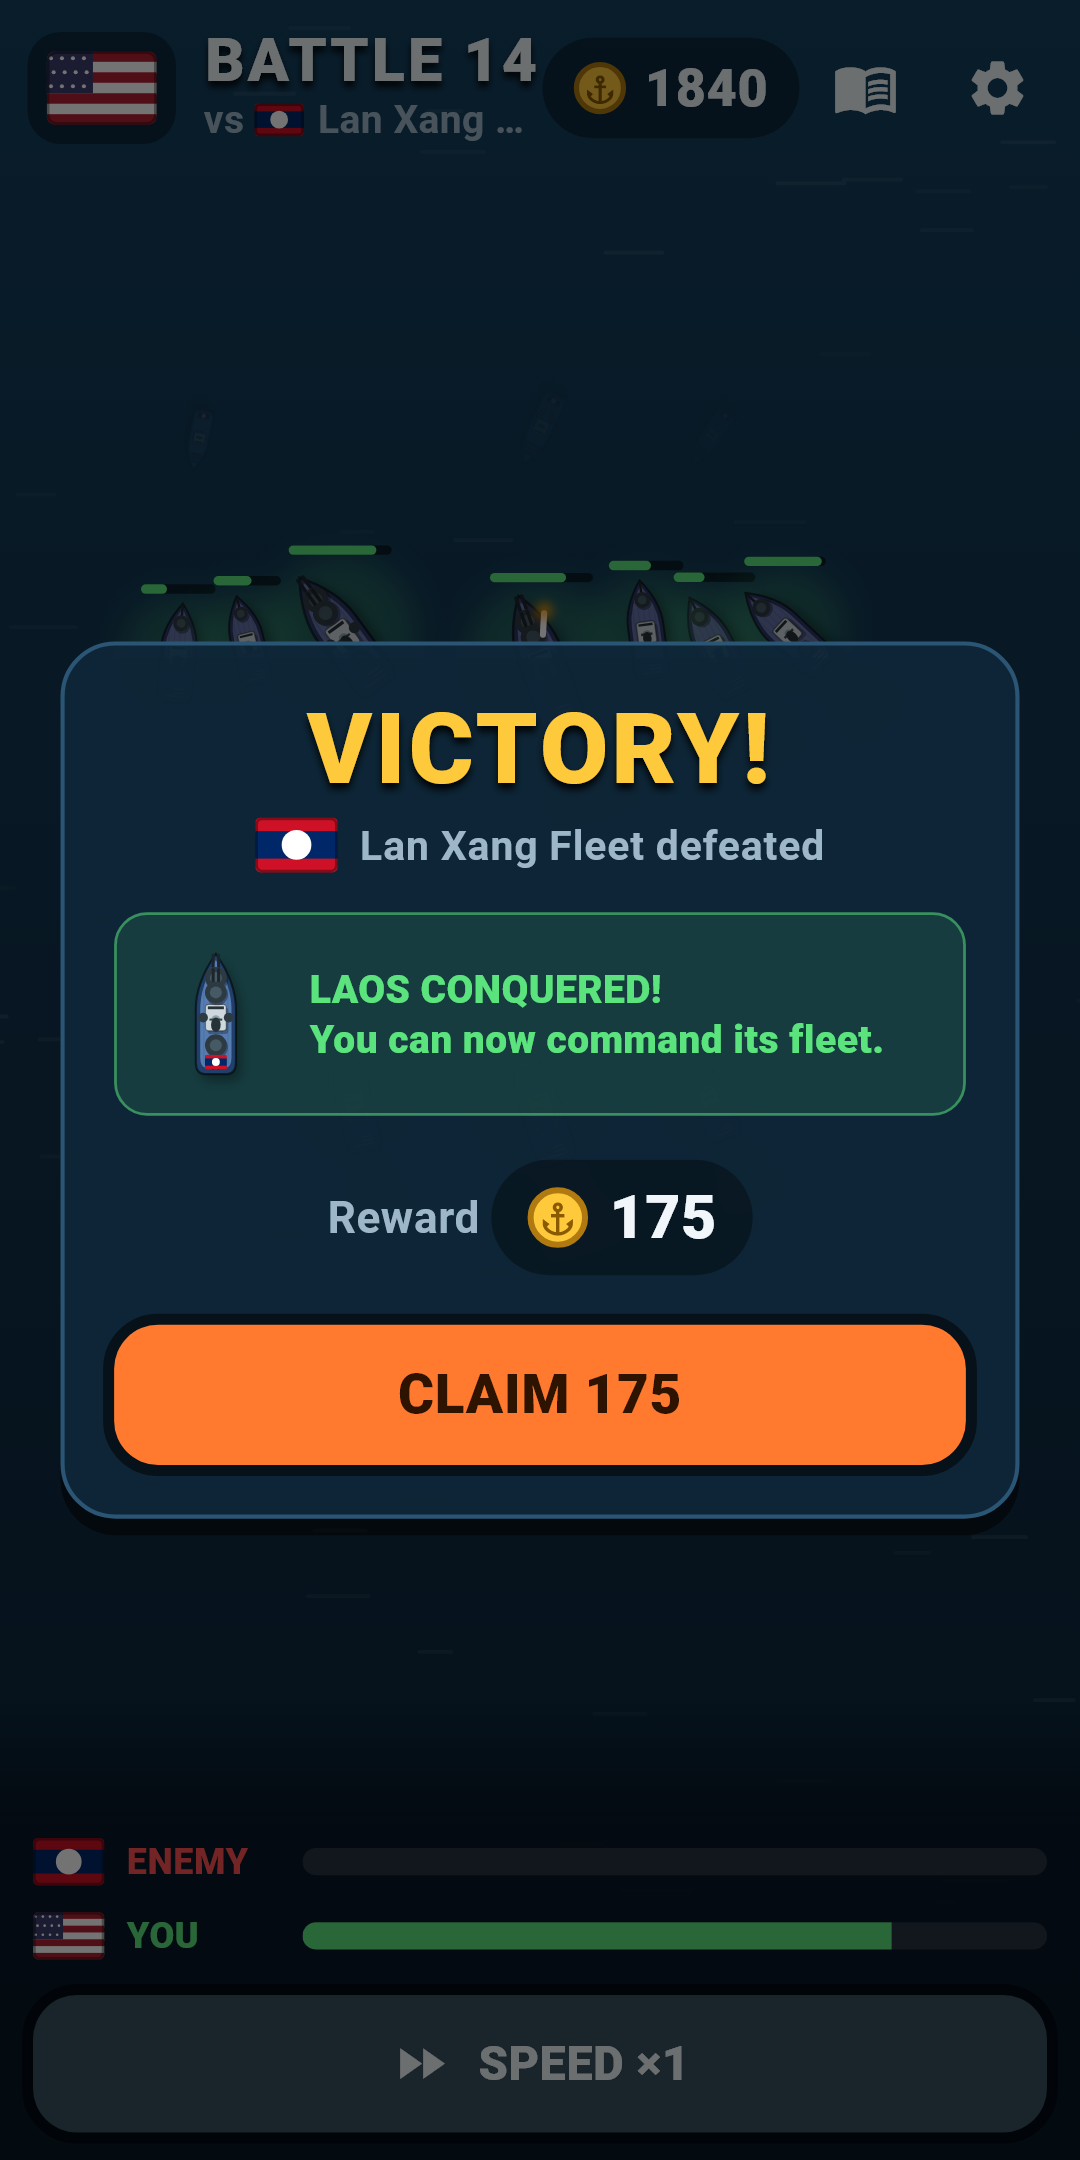 BATTLE 14
vs Lan Xang ...
1840
VICTORY!
Lan Xang Fleet defeated
LAOS CONQUERED!
You can now command its fleet.
Reward 175
CLAIM 175
ENEMY
YOU
SPEED ×1